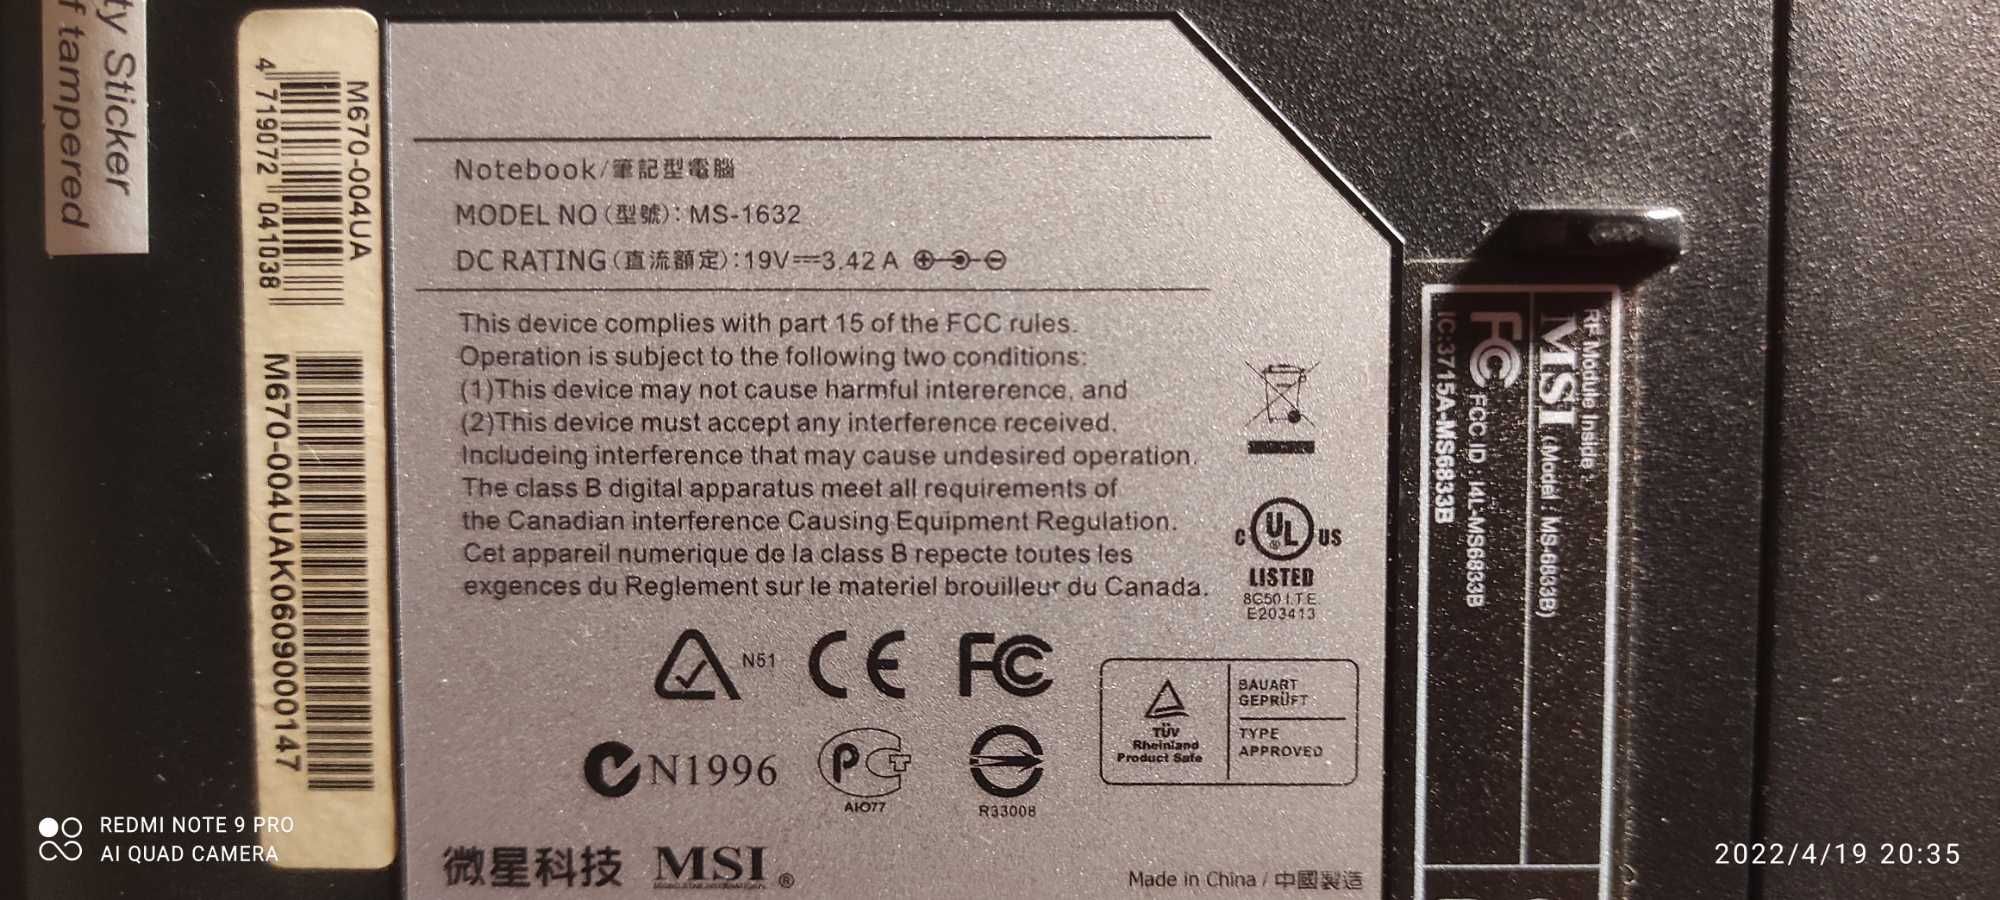 ty Sticker
f tampered
M670-004UA
4 719072 041038
M670-004UAK0609000147
Notebook/筆記型電腦
MODEL NO(型號): MS-1632
DC RATING(直流額定):19V⎓3.42 A
This device complies with part 15 of the FCC rules.
Operation is subject to the following two conditions:
(1)This device may not cause harmful intererence, and
(2)This device must accept any interference received.
Includeing interference that may cause undesired operation.
The class B digital apparatus meet all requirements of
the Canadian interference Causing Equipment Regulation.
Cet appareil numerique de la class B repecte toutes les
exgences du Reglement sur le materiel brouilleur du Canada.
C UL ® US
LISTED
8C50 I.T.E
E203413
N51 CE FC
N1996
PCT
AIO77
R33008
TÜV
Rheinland
Product Safe
BAUART
GEPRÜFT
TYPE
APPROVED
微星科技 MSI ®
Made in China / 中國製造
RF Module Inside :
MSI (Model : MS-6833B)
FC FCC ID : I4L-MS6833B
IC:3715A-MS6833B
REDMI NOTE 9 PRO
AI QUAD CAMERA
2022/4/19 20:35